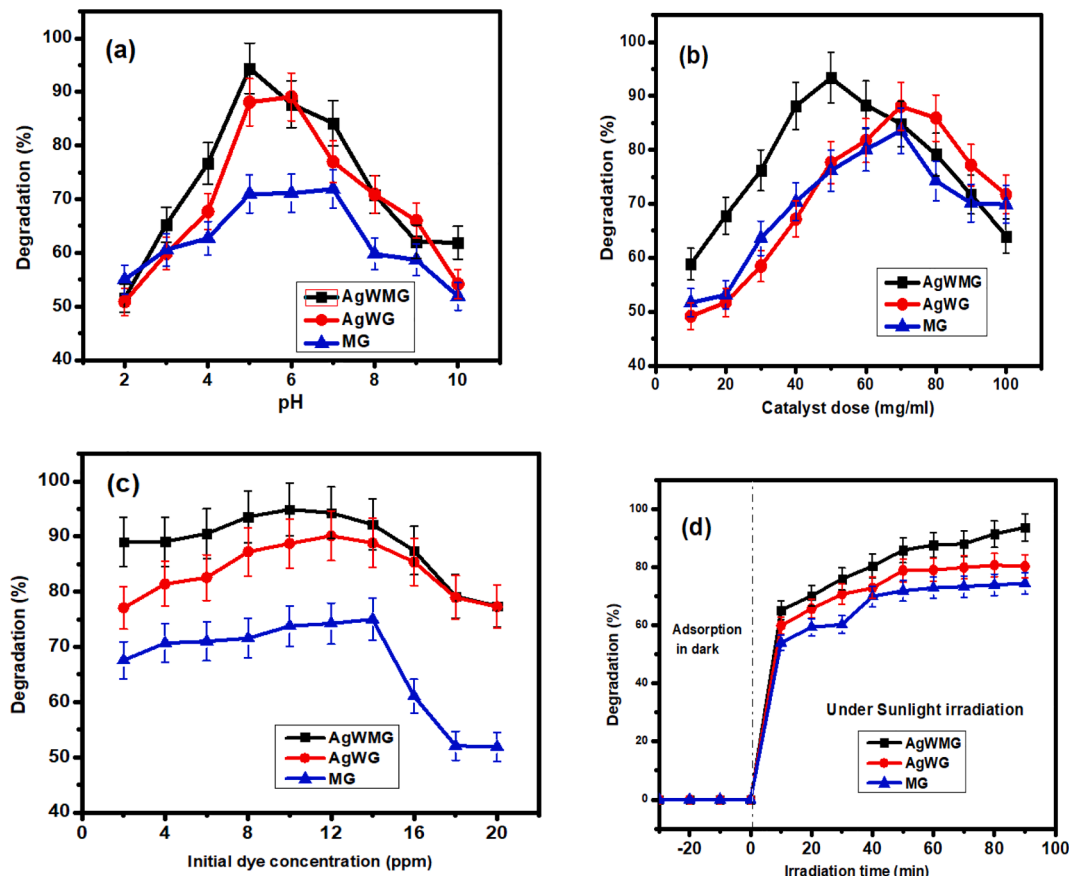 (a)
100
90
80
70
60
50
40
Degradation (%)
AgWMG
AgWG
MG
2 4 6 8 10
pH
(b)
100
90
80
70
60
50
40
Degradation (%)
AgWMG
AgWG
MG
0 20 40 60 80 100
Catalyst dose (mg/ml)
(c)
100
90
80
70
60
50
40
Degradation (%)
AgWMG
AgWG
MG
0 4 8 12 16 20
Initial dye concentration (ppm)
(d)
100
80
60
40
20
0
Degradation (%)
Adsorption
in dark
Under Sunlight irradiation
AgWMG
AgWG
MG
-20 0 20 40 60 80 100
Irradiation time (min)